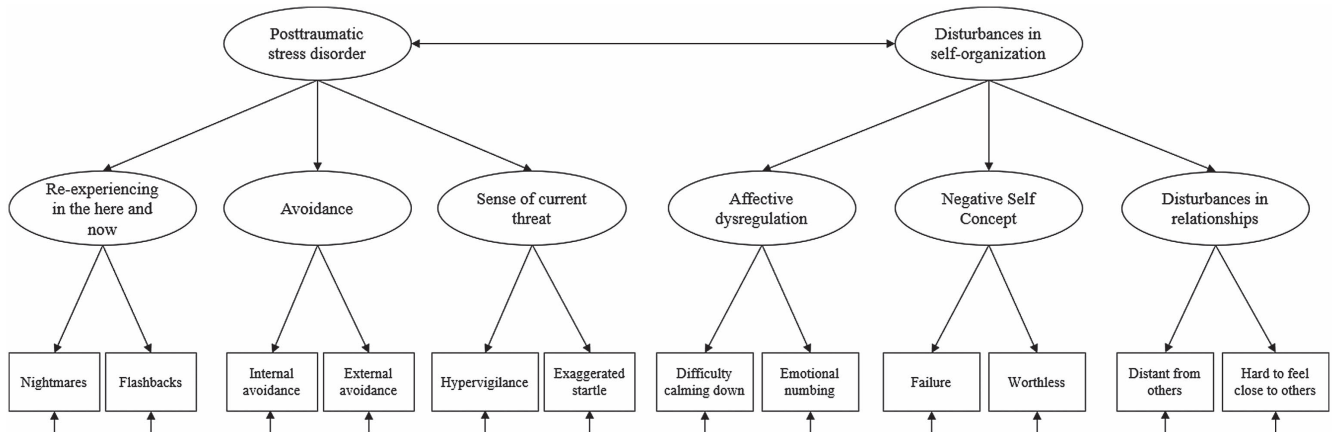 Posttraumatic
stress disorder
Disturbances in
self-organization
Re-experiencing
in the here and
now
Avoidance
Sense of current
threat
Affective
dysregulation
Negative Self
Concept
Disturbances in
relationships
Nightmares
Flashbacks
Internal
avoidance
External
avoidance
Hypervigilance
Exaggerated
startle
Difficulty
calming down
Emotional
numbing
Failure
Worthless
Distant from
others
Hard to feel
close to others